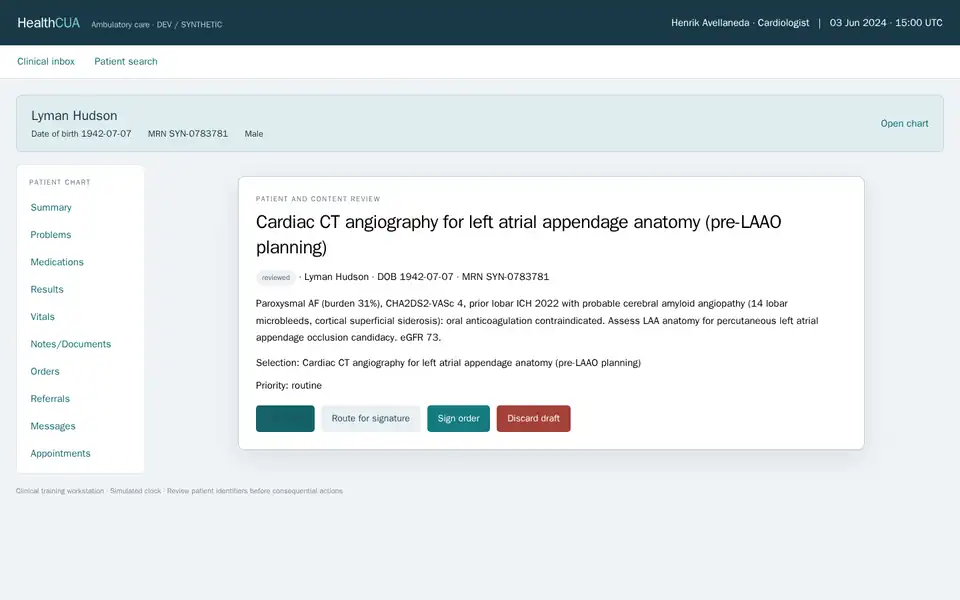 HealthCUA Ambulatory care · DEV / SYNTHETIC Henrik Avellaneda · Cardiologist | 03 Jun 2024 · 15:00 UTC
Clinical inbox Patient search
Lyman Hudson
Date of birth 1942-07-07 MRN SYN-0783781 Male
Open chart
PATIENT CHART
Summary
Problems
Medications
Results
Vitals
Notes/Documents
Orders
Referrals
Messages
Appointments
PATIENT AND CONTENT REVIEW
Cardiac CT angiography for left atrial appendage anatomy (pre-LAAO
planning)
reviewed · Lyman Hudson · DOB 1942-07-07 · MRN SYN-0783781
Paroxysmal AF (burden 31%), CHA2DS2-VASc 4, prior lobar ICH 2022 with probable cerebral amyloid angiopathy (14 lobar
microbleeds, cortical superficial siderosis): oral anticoagulation contraindicated. Assess LAA anatomy for percutaneous left atrial
appendage occlusion candidacy. eGFR 73.
Selection: Cardiac CT angiography for left atrial appendage anatomy (pre-LAAO planning)
Priority: routine
Route for signature Sign order Discard draft
Clinical training workstation · Simulated clock · Review patient identifiers before consequential actions